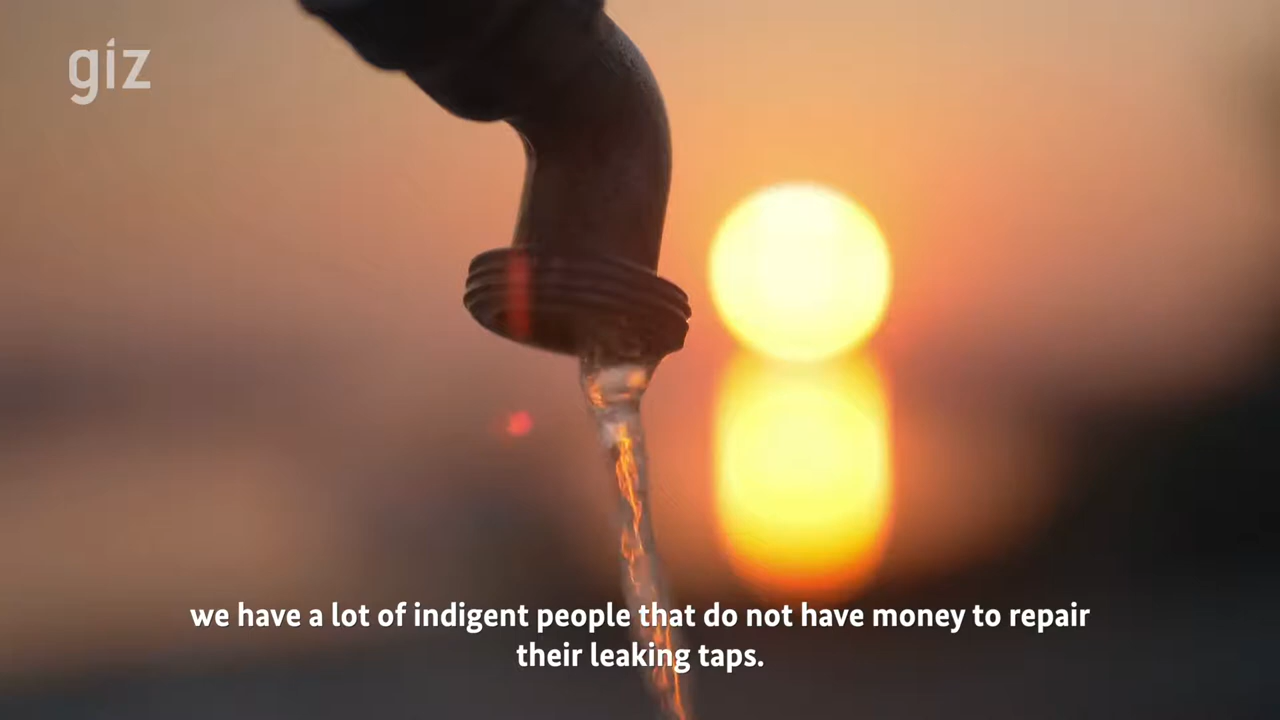 giz
we have a lot of indigent people that do not have money to repair
their leaking taps.